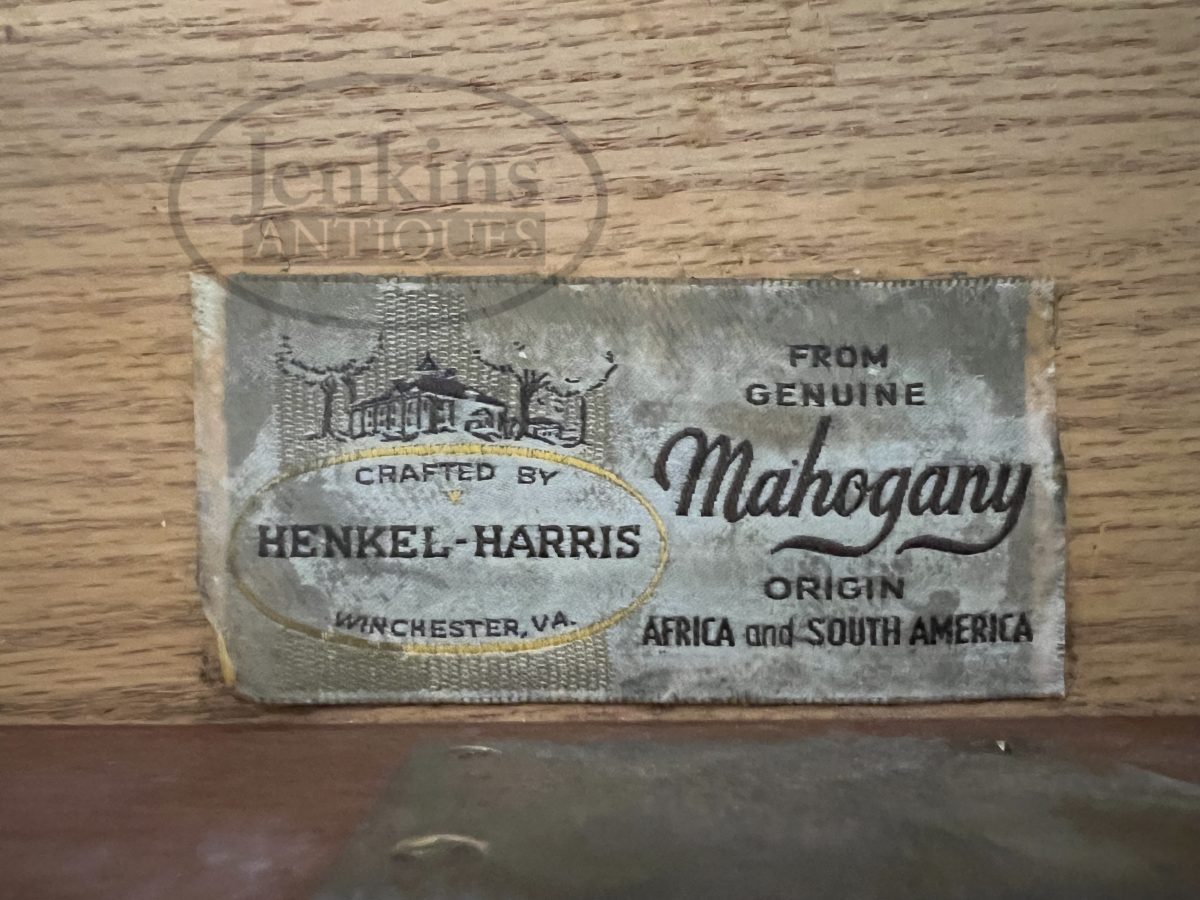 Jenkins
ANTIQUES
CRAFTED BY
HENKEL-HARRIS
WINCHESTER, VA.
FROM
GENUINE
Mahogany
ORIGIN
AFRICA and SOUTH AMERICA